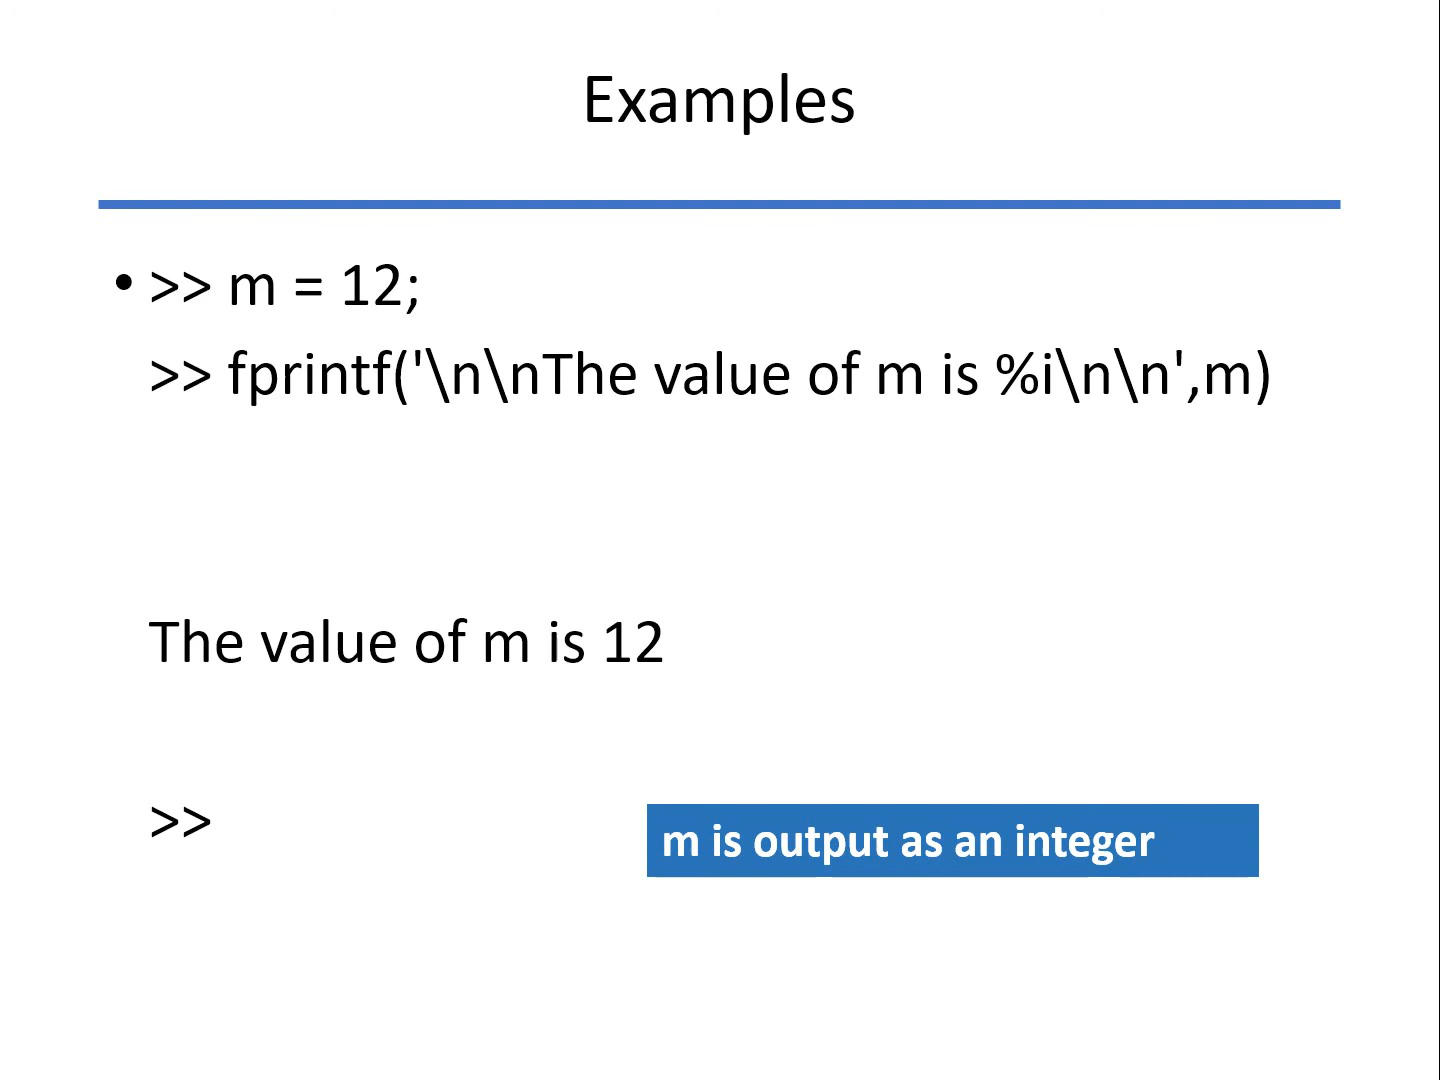 Examples
• >> m = 12;
>> fprintf('\n\nThe value of m is %i\n\n',m)
The value of m is 12
>>
m is output as an integer